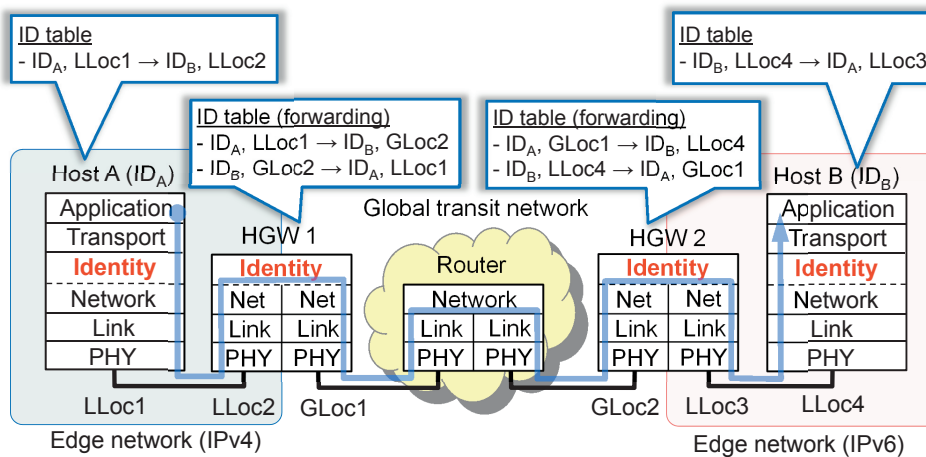 ID table
- ID_A, LLoc1 → ID_B, LLoc2
ID table
- ID_B, LLoc4 → ID_A, LLoc3
ID table (forwarding)
- ID_A, LLoc1 → ID_B, GLoc2
- ID_B, GLoc2 → ID_A, LLoc1
ID table (forwarding)
- ID_A, GLoc1 → ID_B, LLoc4
- ID_B, LLoc4 → ID_A, GLoc1
Host A (ID_A)
Application
Transport
Identity
Network
Link
PHY
HGW 1
Identity
Net Net
Link Link
PHY PHY
Global transit network
Router
Network
Link Link
PHY PHY
HGW 2
Identity
Net Net
Link Link
PHY PHY
Host B (ID_B)
Application
Transport
Identity
Network
Link
PHY
LLoc1
LLoc2
GLoc1
GLoc2
LLoc3
LLoc4
Edge network (IPv4)
Edge network (IPv6)